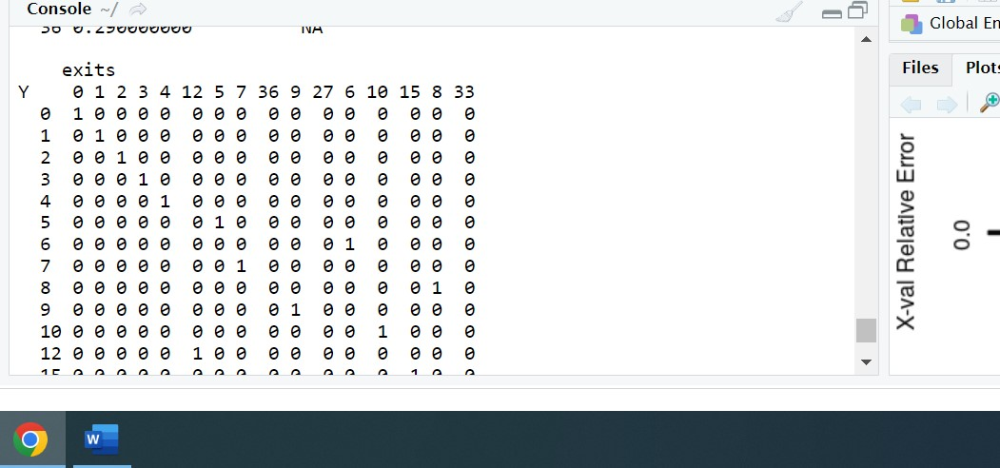 Console ~/
36 0.290000000 NA
exits
Y 0 1 2 3 4 12 5 7 36 9 27 6 10 15 8 33
0 1 0 0 0 0 0 0 0 0 0 0 0 0 0 0 0
1 0 1 0 0 0 0 0 0 0 0 0 0 0 0 0 0
2 0 0 1 0 0 0 0 0 0 0 0 0 0 0 0 0
3 0 0 0 1 0 0 0 0 0 0 0 0 0 0 0 0
4 0 0 0 0 1 0 0 0 0 0 0 0 0 0 0 0
5 0 0 0 0 0 0 1 0 0 0 0 0 0 0 0 0
6 0 0 0 0 0 0 0 0 0 0 0 1 0 0 0 0
7 0 0 0 0 0 0 0 1 0 0 0 0 0 0 0 0
8 0 0 0 0 0 0 0 0 0 0 0 0 0 0 1 0
9 0 0 0 0 0 0 0 0 0 1 0 0 0 0 0 0
10 0 0 0 0 0 0 0 0 0 0 0 0 1 0 0 0
12 0 0 0 0 0 1 0 0 0 0 0 0 0 0 0 0
15 0 0 0 0 0 0 0 0 0 0 0 0 0 1 0 0
Global En
Files Plots
X-val Relative Error
0.0
W